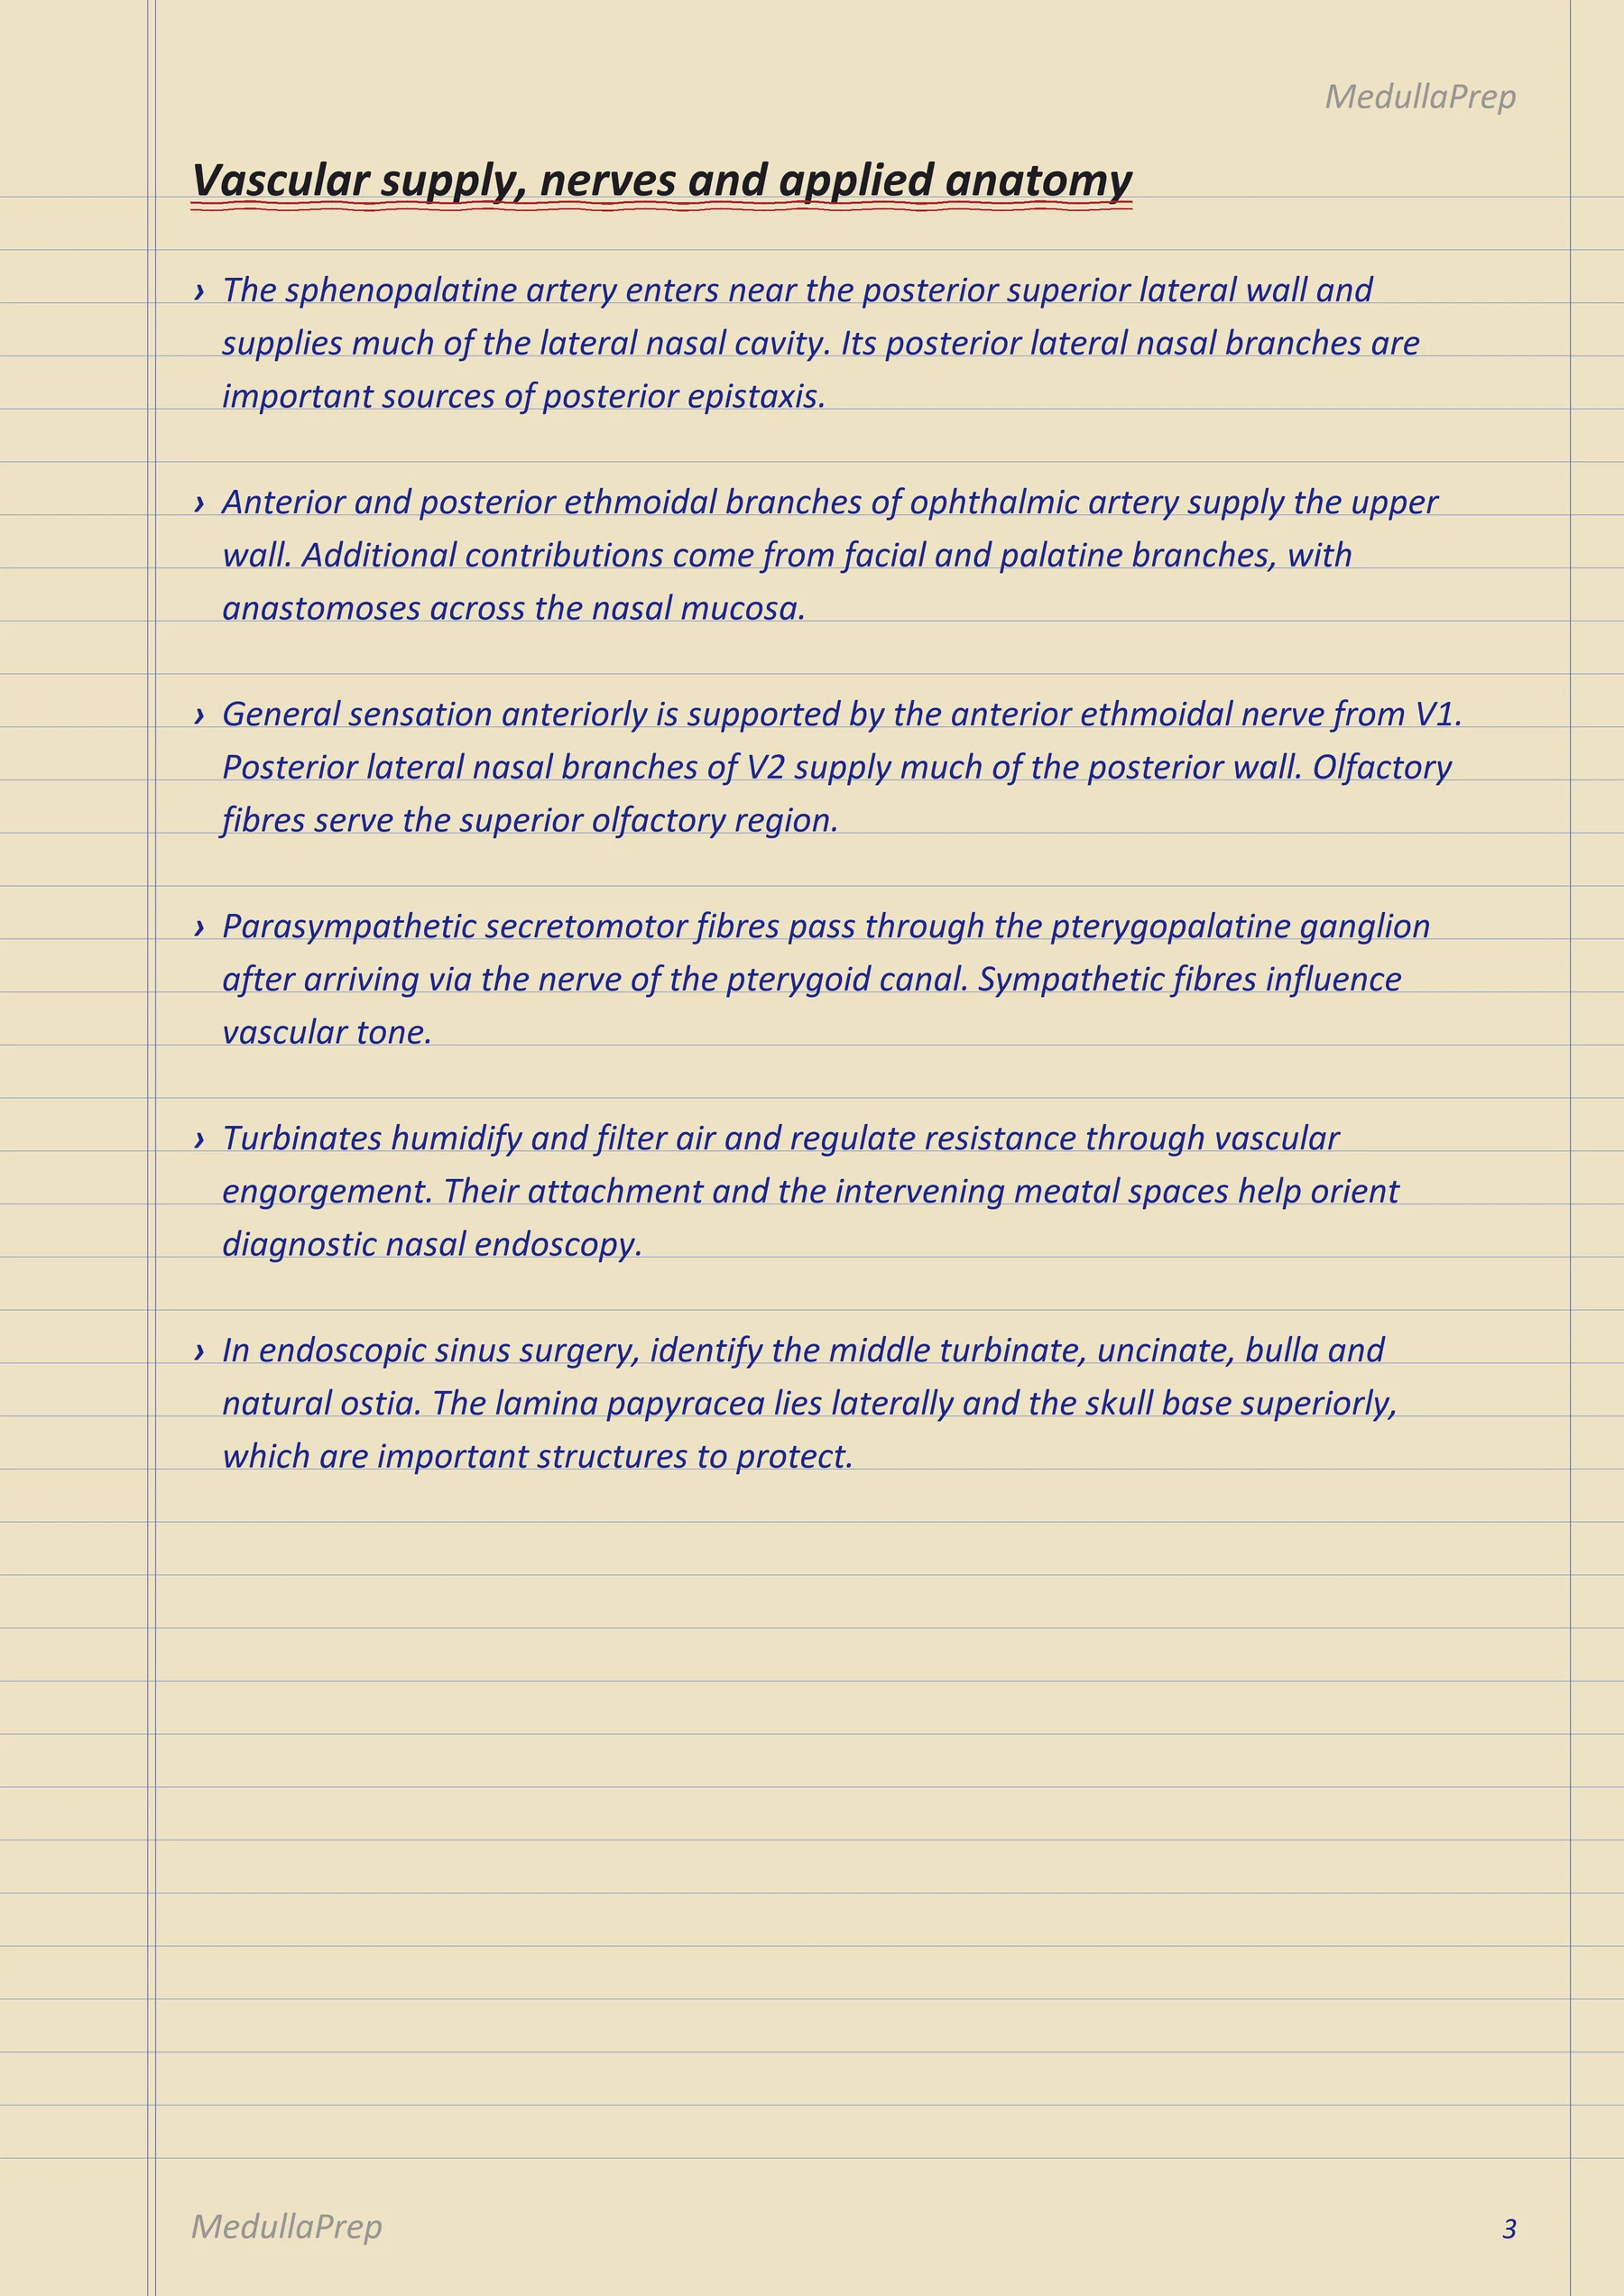 MedullaPrep
Vascular supply, nerves and applied anatomy
› The sphenopalatine artery enters near the posterior superior lateral wall and
supplies much of the lateral nasal cavity. Its posterior lateral nasal branches are
important sources of posterior epistaxis.
› Anterior and posterior ethmoidal branches of ophthalmic artery supply the upper
wall. Additional contributions come from facial and palatine branches, with
anastomoses across the nasal mucosa.
› General sensation anteriorly is supported by the anterior ethmoidal nerve from V1.
Posterior lateral nasal branches of V2 supply much of the posterior wall. Olfactory
fibres serve the superior olfactory region.
› Parasympathetic secretomotor fibres pass through the pterygopalatine ganglion
after arriving via the nerve of the pterygoid canal. Sympathetic fibres influence
vascular tone.
› Turbinates humidify and filter air and regulate resistance through vascular
engorgement. Their attachment and the intervening meatal spaces help orient
diagnostic nasal endoscopy.
› In endoscopic sinus surgery, identify the middle turbinate, uncinate, bulla and
natural ostia. The lamina papyracea lies laterally and the skull base superiorly,
which are important structures to protect.
MedullaPrep
3